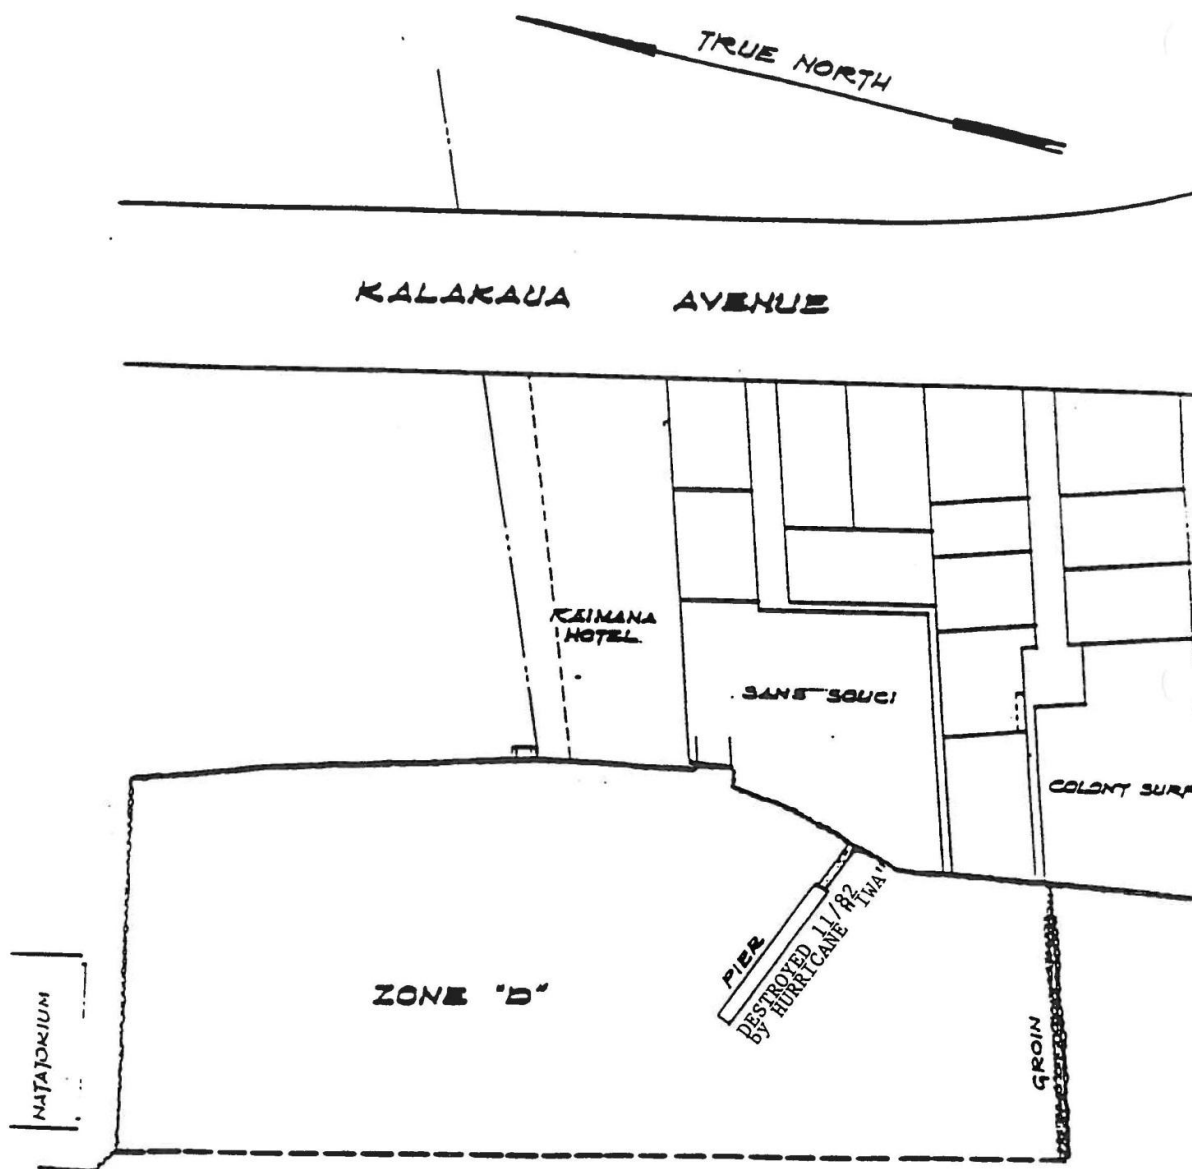 TRUE NORTH
KALAKAUA AVENUE
KAIMANA
HOTEL.
SANS SOUCI
COLONY SURF
PIER
DESTROYED 11/82
by HURRICANE "IWA"
ZONE "D"
NATATORIUM
GROIN